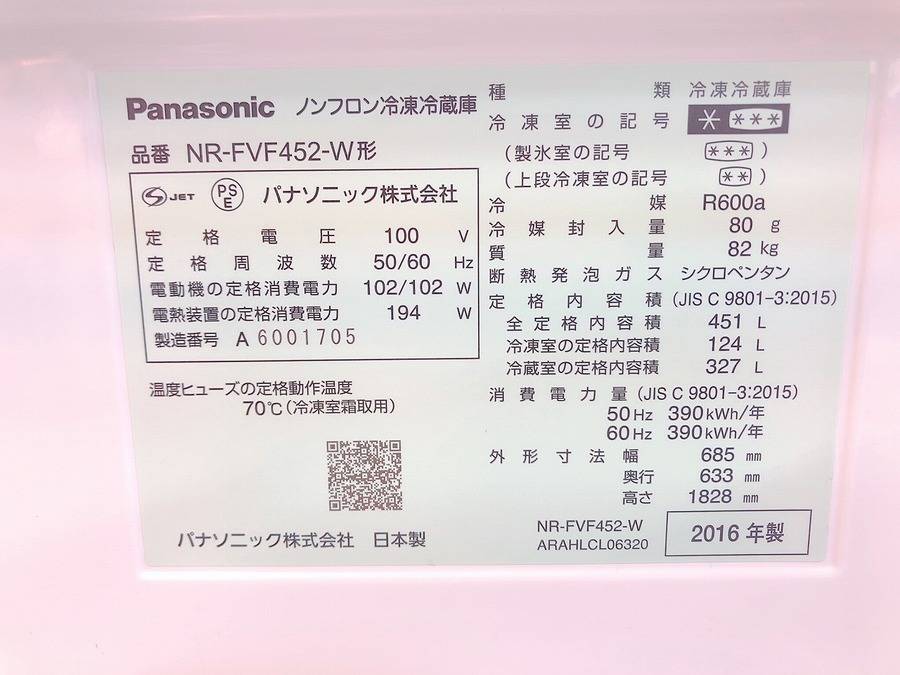 Panasonic ノンフロン冷凍冷蔵庫
品番 NR-FVF452-W形
JET PSE パナソニック株式会社
定格電圧 100 V
定格周波数 50/60 Hz
電動機の定格消費電力 102/102 W
電熱装置の定格消費電力 194 W
製造番号 A 6001705
温度ヒューズの定格動作温度
70℃(冷凍室霜取用)
パナソニック株式会社 日本製
種類 冷凍冷蔵庫
冷凍室の記号 * ***
(製氷室の記号 ***)
(上段冷凍室の記号 **)
冷媒 R600a
冷媒封入量 80 g
質量 82 kg
断熱発泡ガス シクロペンタン
定格内容積 (JIS C 9801-3:2015)
全定格内容積 451 L
冷凍室の定格内容積 124 L
冷蔵室の定格内容積 327 L
消費電力量 (JIS C 9801-3:2015)
50Hz 390kWh/年
60Hz 390kWh/年
外形寸法幅 685 mm
奥行 633 mm
高さ 1828 mm
NR-FVF452-W
ARAHLCL06320
2016年製